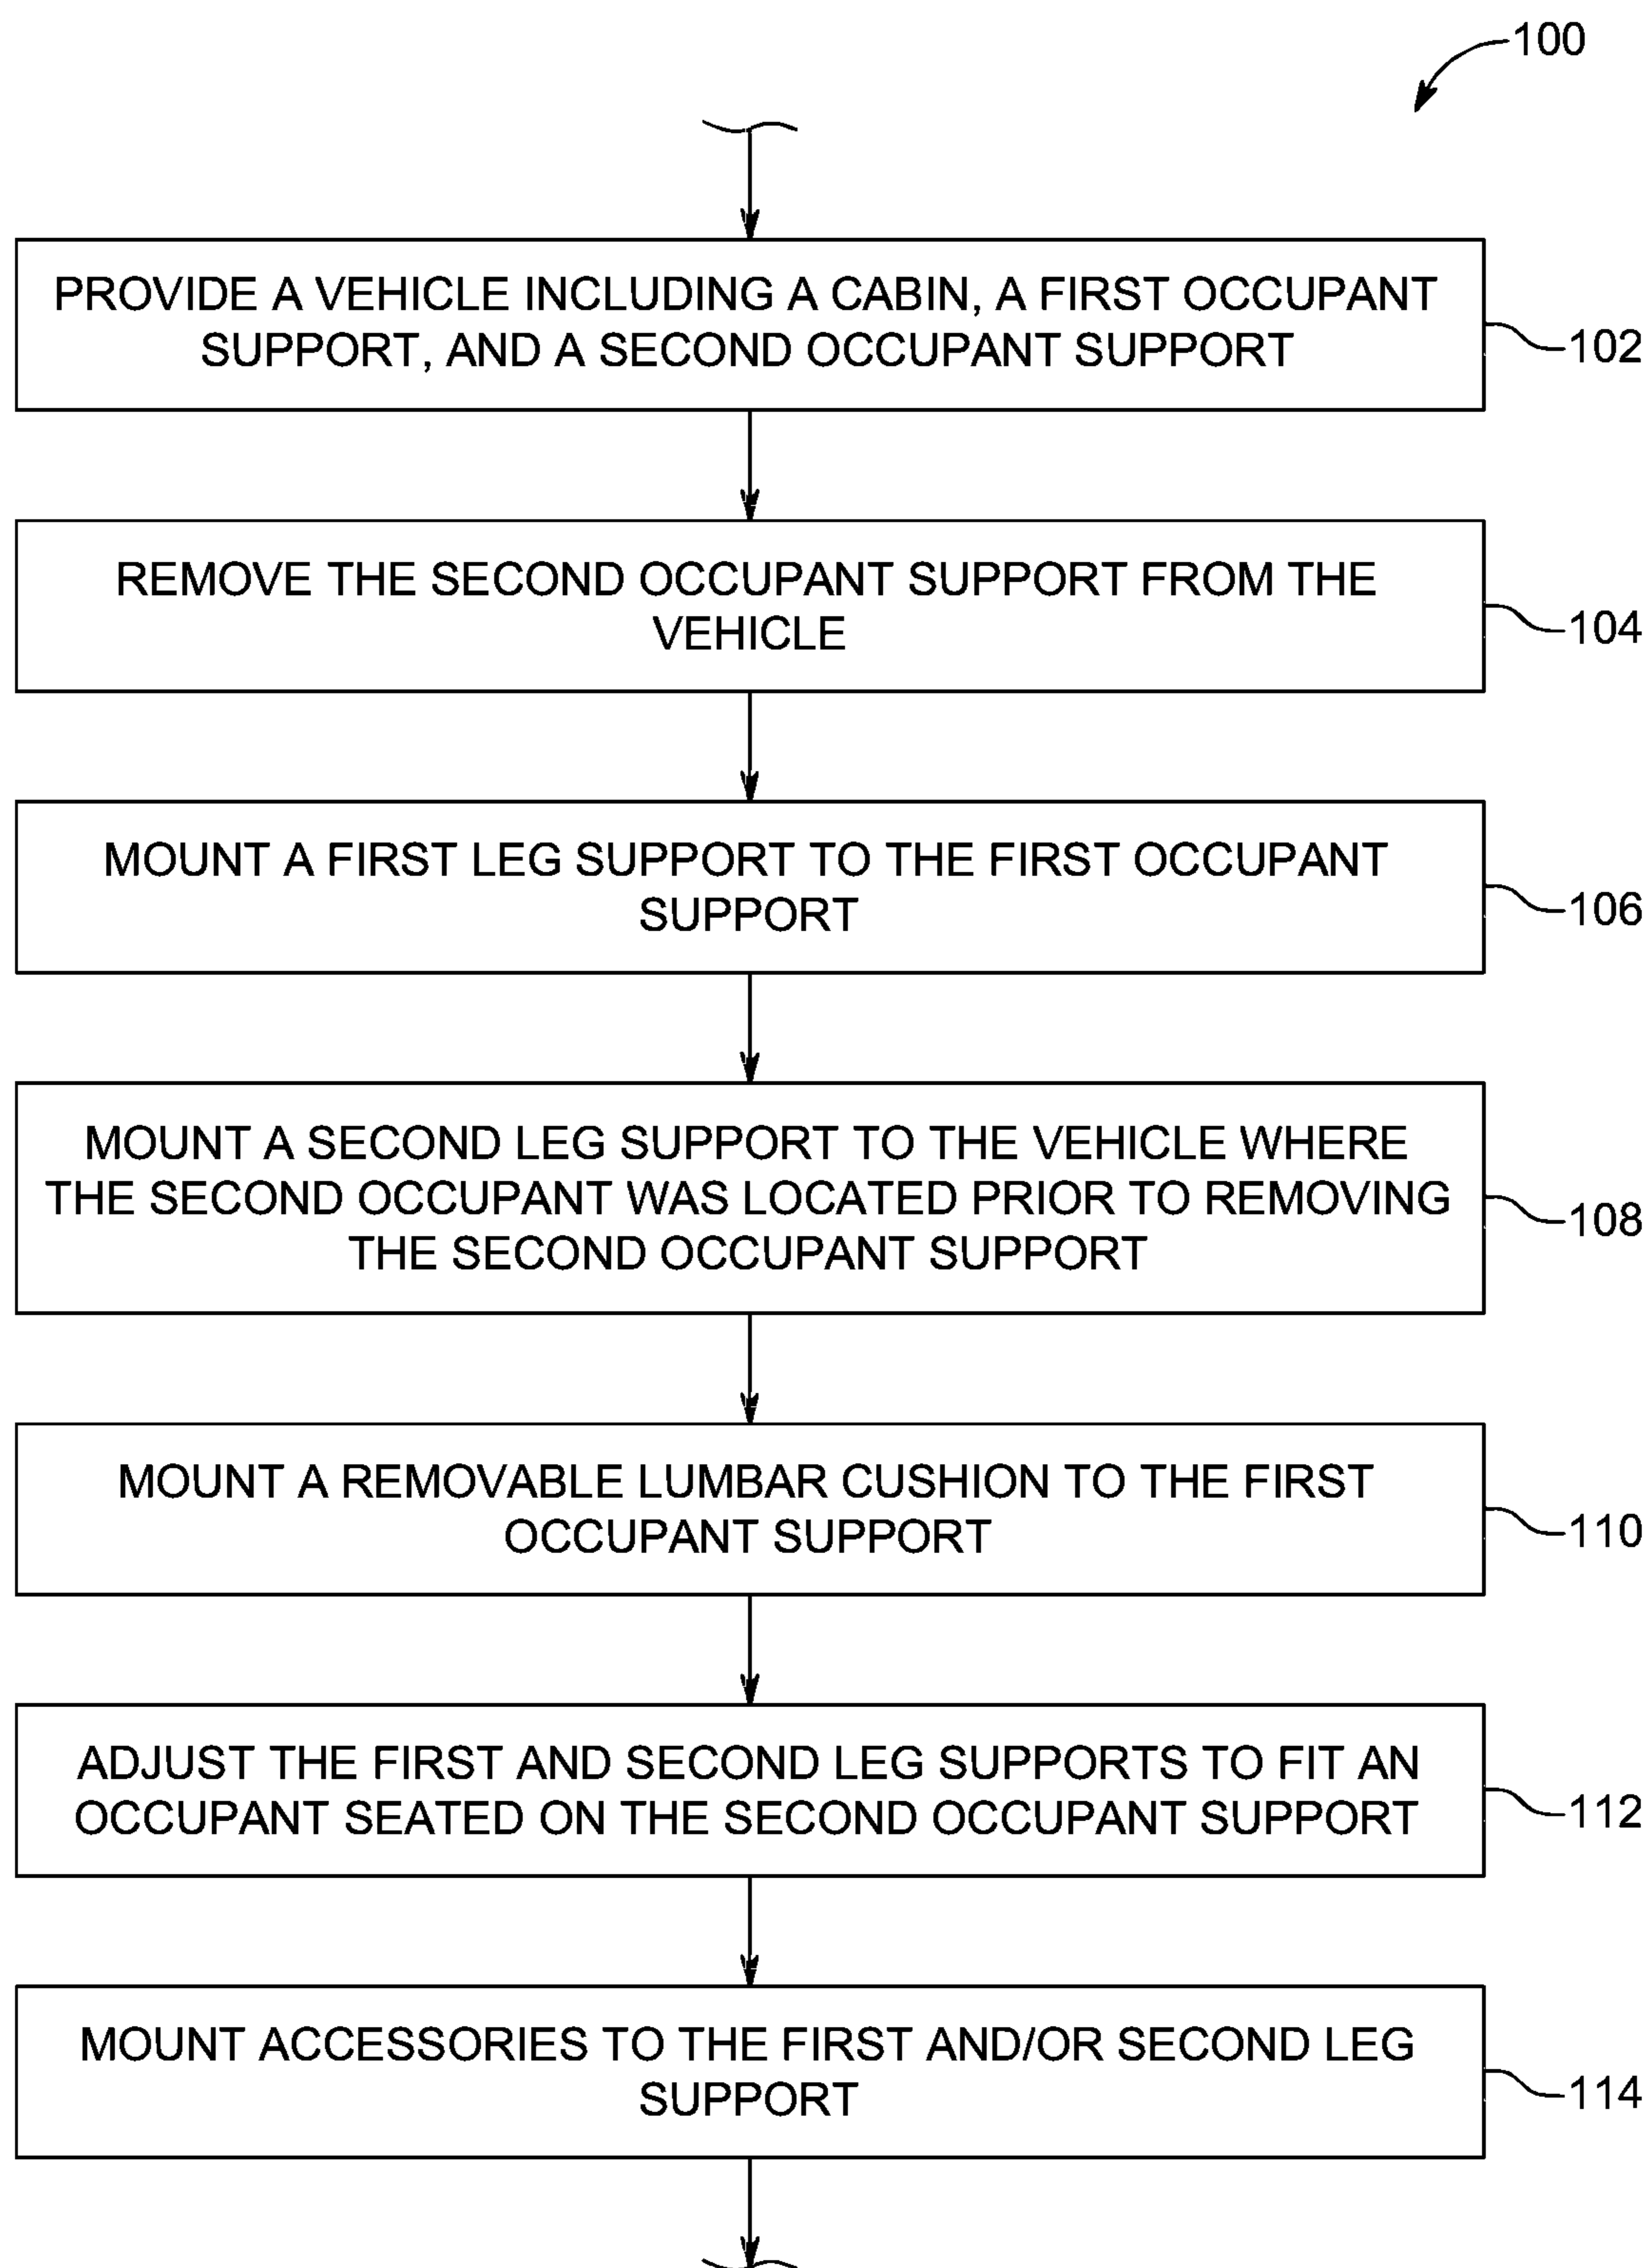 100
PROVIDE A VEHICLE INCLUDING A CABIN, A FIRST OCCUPANT
SUPPORT, AND A SECOND OCCUPANT SUPPORT
102
REMOVE THE SECOND OCCUPANT SUPPORT FROM THE
VEHICLE
104
MOUNT A FIRST LEG SUPPORT TO THE FIRST OCCUPANT
SUPPORT
106
MOUNT A SECOND LEG SUPPORT TO THE VEHICLE WHERE
THE SECOND OCCUPANT WAS LOCATED PRIOR TO REMOVING
THE SECOND OCCUPANT SUPPORT
108
MOUNT A REMOVABLE LUMBAR CUSHION TO THE FIRST
OCCUPANT SUPPORT
110
ADJUST THE FIRST AND SECOND LEG SUPPORTS TO FIT AN
OCCUPANT SEATED ON THE SECOND OCCUPANT SUPPORT
112
MOUNT ACCESSORIES TO THE FIRST AND/OR SECOND LEG
SUPPORT
114